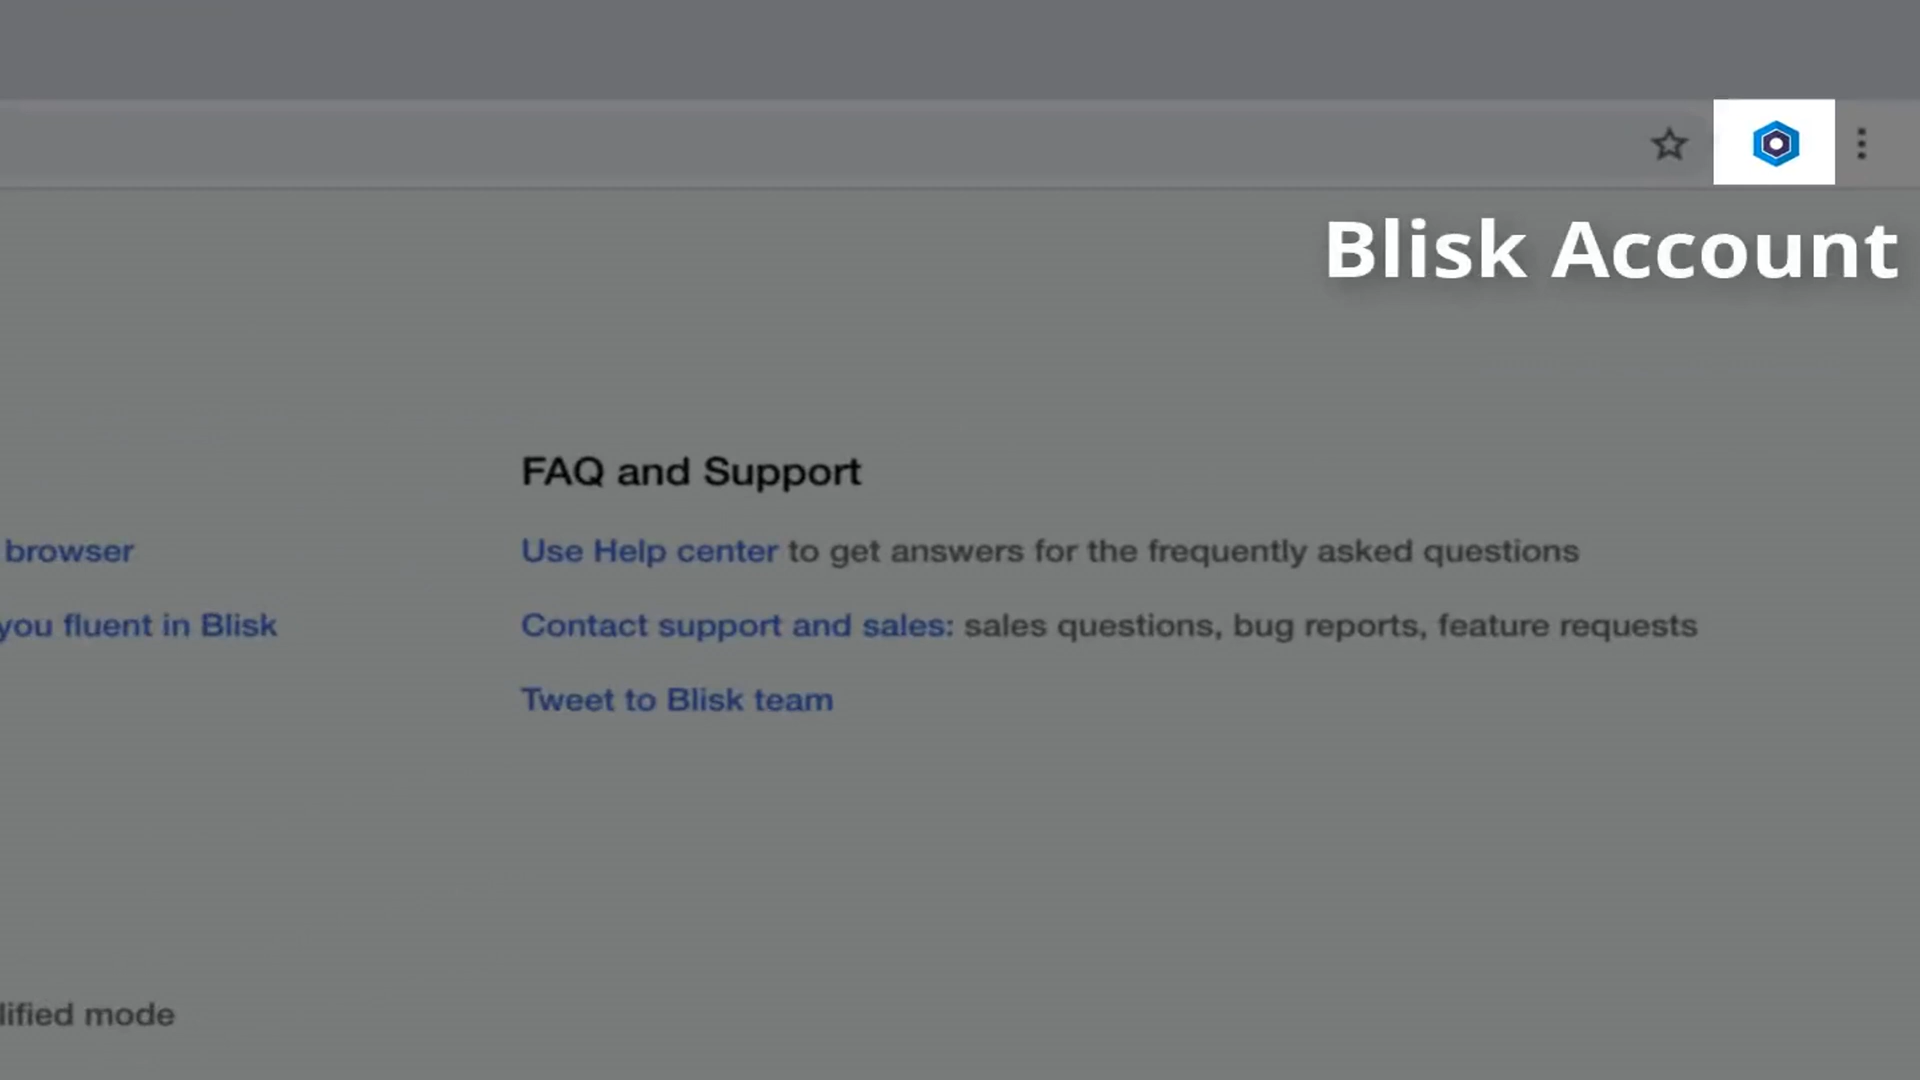 Blisk Account
FAQ and Support
browser
Use Help center to get answers for the frequently asked questions
you fluent in Blisk
Contact support and sales: sales questions, bug reports, feature requests
Tweet to Blisk team
lified mode